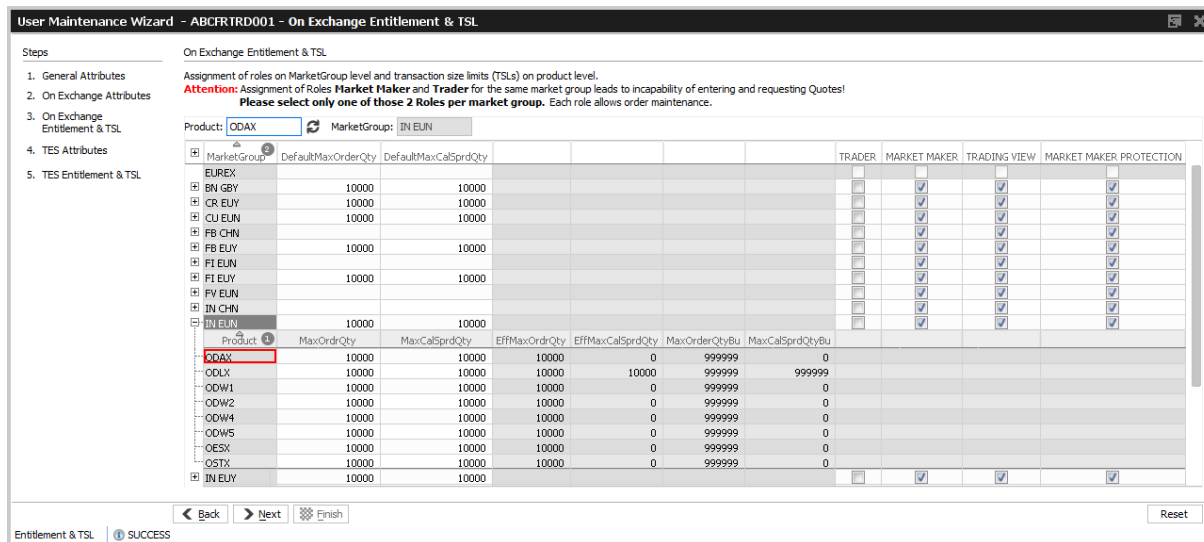 User Maintenance Wizard - ABCFRTRD001 - On Exchange Entitlement & TSL
Steps
1. General Attributes
2. On Exchange Attributes
3. On Exchange
Entitlement & TSL
4. TES Attributes
5. TES Entitlement & TSL
On Exchange Entitlement & TSL
Assignment of roles on MarketGroup level and transaction size limits (TSLs) on product level.
Attention: Assignment of Roles Market Maker and Trader for the same market group leads to incapability of entering and requesting Quotes!
Please select only one of those 2 Roles per market group. Each role allows order maintenance.
Product: ODAX MarketGroup: IN EUN
MarketGroup 2 DefaultMaxOrderQty DefaultMaxCalSprdQty TRADER MARKET MAKER TRADING VIEW MARKET MAKER PROTECTION
EUREX
BN GBY 10000 10000
CR EUY 10000 10000
CU EUN 10000 10000
FB CHN
FB EUY 10000 10000
FI EUN
FI EUY 10000 10000
FV EUN
IN CHN
IN EUN 10000 10000
Product 1 MaxOrdrQty MaxCalSprdQty EffMaxOrdrQty EffMaxCalSprdQty MaxOrderQtyBu MaxCalSprdQtyBu
ODAX 10000 10000 10000 0 999999 0
ODLX 10000 10000 10000 10000 999999 999999
ODW1 10000 10000 10000 0 999999 0
ODW2 10000 10000 10000 0 999999 0
ODW4 10000 10000 10000 0 999999 0
ODW5 10000 10000 10000 0 999999 0
OESX 10000 10000 10000 0 999999 0
OSTX 10000 10000 10000 0 999999 0
IN EUY 10000 10000
Back Next Finish Reset
Entitlement & TSL SUCCESS